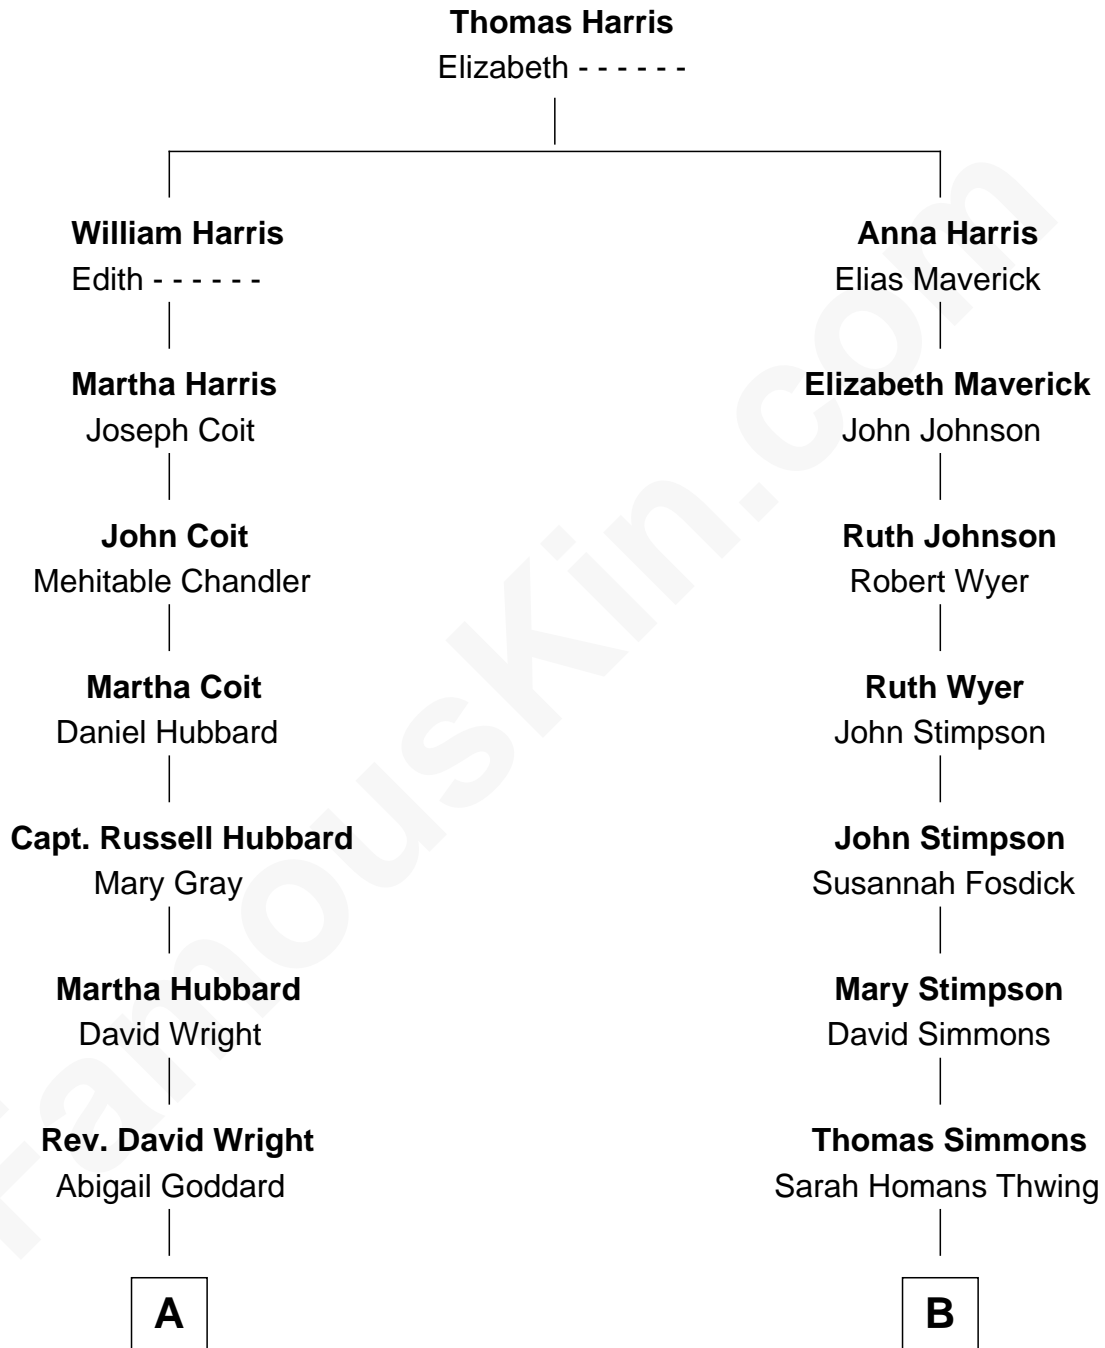 Thomas Harris
Elizabeth - - - - - -
William Harris
Edith - - - - - -
Anna Harris
Elias Maverick
Martha Harris
Joseph Coit
Elizabeth Maverick
John Johnson
John Coit
Mehitable Chandler
Ruth Johnson
Robert Wyer
Martha Coit
Daniel Hubbard
Ruth Wyer
John Stimpson
Capt. Russell Hubbard
Mary Gray
John Stimpson
Susannah Fosdick
Martha Hubbard
David Wright
Mary Stimpson
David Simmons
Rev. David Wright
Abigail Goddard
Thomas Simmons
Sarah Homans Thwing
A
B
FamousKin.com